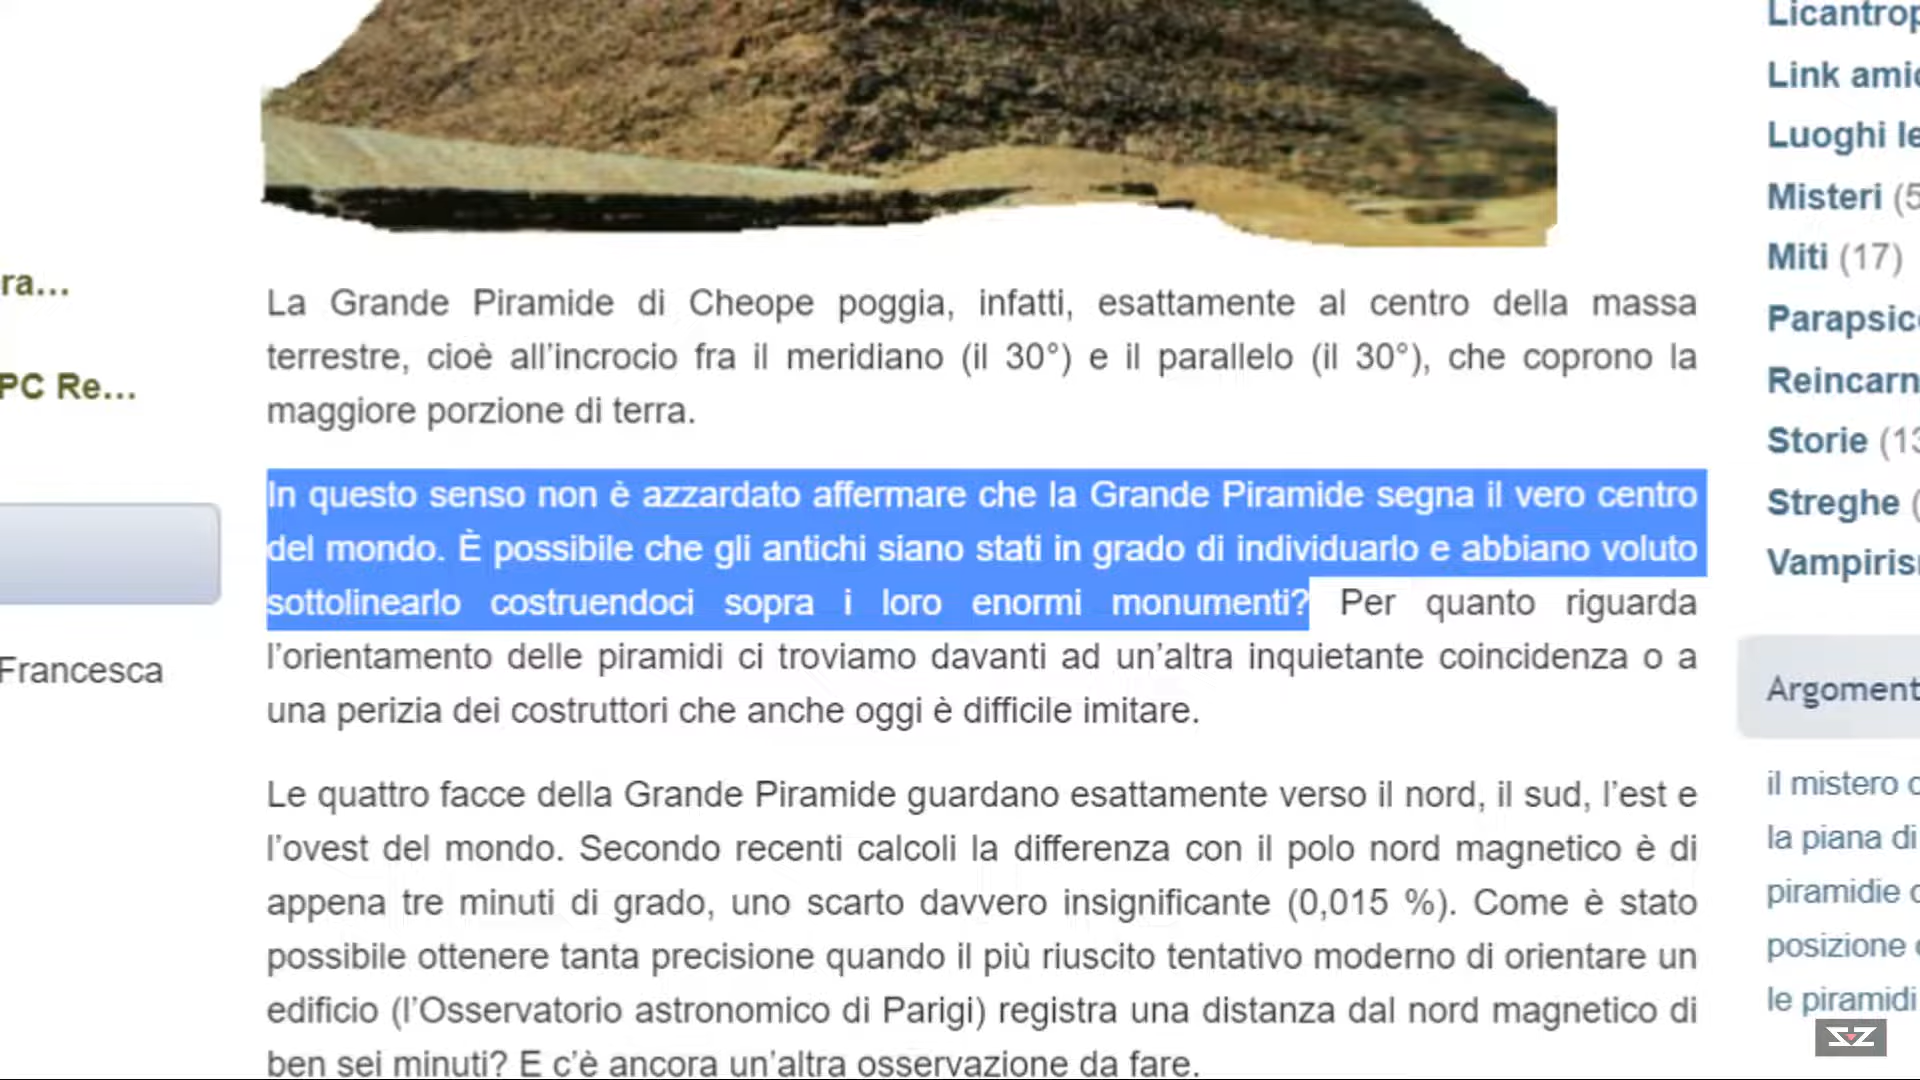 ra…
PC Re…
Francesca
La Grande Piramide di Cheope poggia, infatti, esattamente al centro della massa
terrestre, cioè all’incrocio fra il meridiano (il 30°) e il parallelo (il 30°), che coprono la
maggiore porzione di terra.
In questo senso non è azzardato affermare che la Grande Piramide segna il vero centro
del mondo. È possibile che gli antichi siano stati in grado di individuarlo e abbiano voluto
sottolinearlo costruendoci sopra i loro enormi monumenti? Per quanto riguarda
l’orientamento delle piramidi ci troviamo davanti ad un’altra inquietante coincidenza o a
una perizia dei costruttori che anche oggi è difficile imitare.
Le quattro facce della Grande Piramide guardano esattamente verso il nord, il sud, l’est e
l’ovest del mondo. Secondo recenti calcoli la differenza con il polo nord magnetico è di
appena tre minuti di grado, uno scarto davvero insignificante (0,015 %). Come è stato
possibile ottenere tanta precisione quando il più riuscito tentativo moderno di orientare un
edificio (l’Osservatorio astronomico di Parigi) registra una distanza dal nord magnetico di
ben sei minuti? E c’è ancora un’altra osservazione da fare.
Licantrop
Link amic
Luoghi le
Misteri (5
Miti (17)
Parapsico
Reincarn
Storie (13
Streghe (
Vampiris
Argoment
il mistero
la piana di
piramidie
posizione
le piramidi